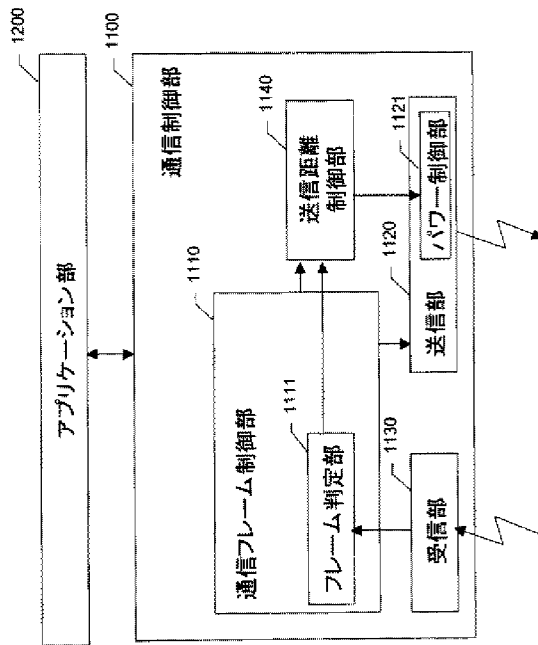 アプリケーション部
1200
1100
通信制御部
1110
通信フレーム制御部
1111
フレーム判定部
1140
送信距離
制御部
1130
受信部
1120
送信部
1121
パワー制御部